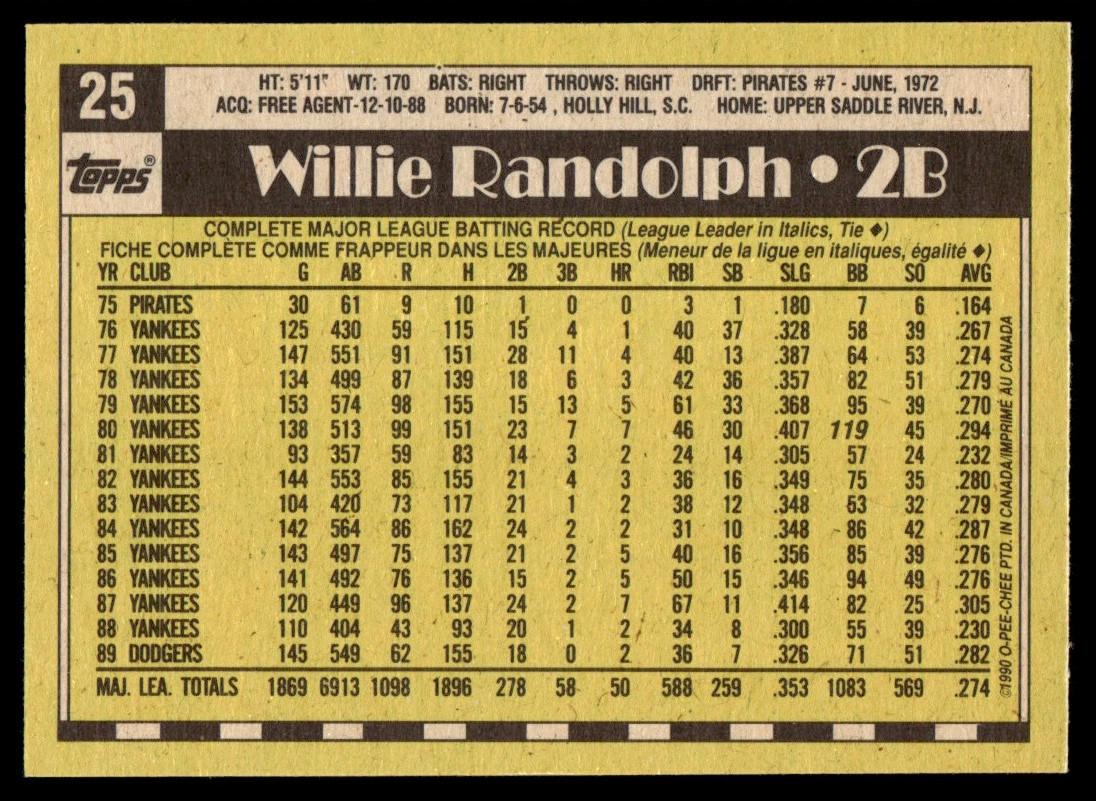 25
HT: 5'11" WT: 170 BATS: RIGHT THROWS: RIGHT DRFT: PIRATES #7 - JUNE, 1972
ACQ: FREE AGENT-12-10-88 BORN: 7-6-54 , HOLLY HILL, S.C. HOME: UPPER SADDLE RIVER, N.J.
Topps®
Willie Randolph • 2B
COMPLETE MAJOR LEAGUE BATTING RECORD (League Leader in Italics, Tie ◆)
FICHE COMPLÈTE COMME FRAPPEUR DANS LES MAJEURES (Meneur de la ligue en italiques, égalité ◆)
YR CLUB G AB R H 2B 3B HR RBI SB SLG BB SO AVG
75 PIRATES 30 61 9 10 1 0 0 3 1 .180 7 6 .164
76 YANKEES 125 430 59 115 15 4 1 40 37 .328 58 39 .267
77 YANKEES 147 551 91 151 28 11 4 40 13 .387 64 53 .274
78 YANKEES 134 499 87 139 18 6 3 42 36 .357 82 51 .279
79 YANKEES 153 574 98 155 15 13 5 61 33 .368 95 39 .270
80 YANKEES 138 513 99 151 23 7 7 46 30 .407 119 45 .294
81 YANKEES 93 357 59 83 14 3 2 24 14 .305 57 24 .232
82 YANKEES 144 553 85 155 21 4 3 36 16 .349 75 35 .280
83 YANKEES 104 420 73 117 21 1 2 38 12 .348 53 32 .279
84 YANKEES 142 564 86 162 24 2 2 31 10 .348 86 42 .287
85 YANKEES 143 497 75 137 21 2 5 40 16 .356 85 39 .276
86 YANKEES 141 492 76 136 15 2 5 50 15 .346 94 49 .276
87 YANKEES 120 449 96 137 24 2 7 67 11 .414 82 25 .305
88 YANKEES 110 404 43 93 20 1 2 34 8 .300 55 39 .230
89 DODGERS 145 549 62 155 18 0 2 36 7 .326 71 51 .282
MAJ. LEA. TOTALS 1869 6913 1098 1896 278 58 50 588 259 .353 1083 569 .274
©1990 O-PEE-CHEE PTD. IN CANADA/IMPRIMÉ AU CANADA